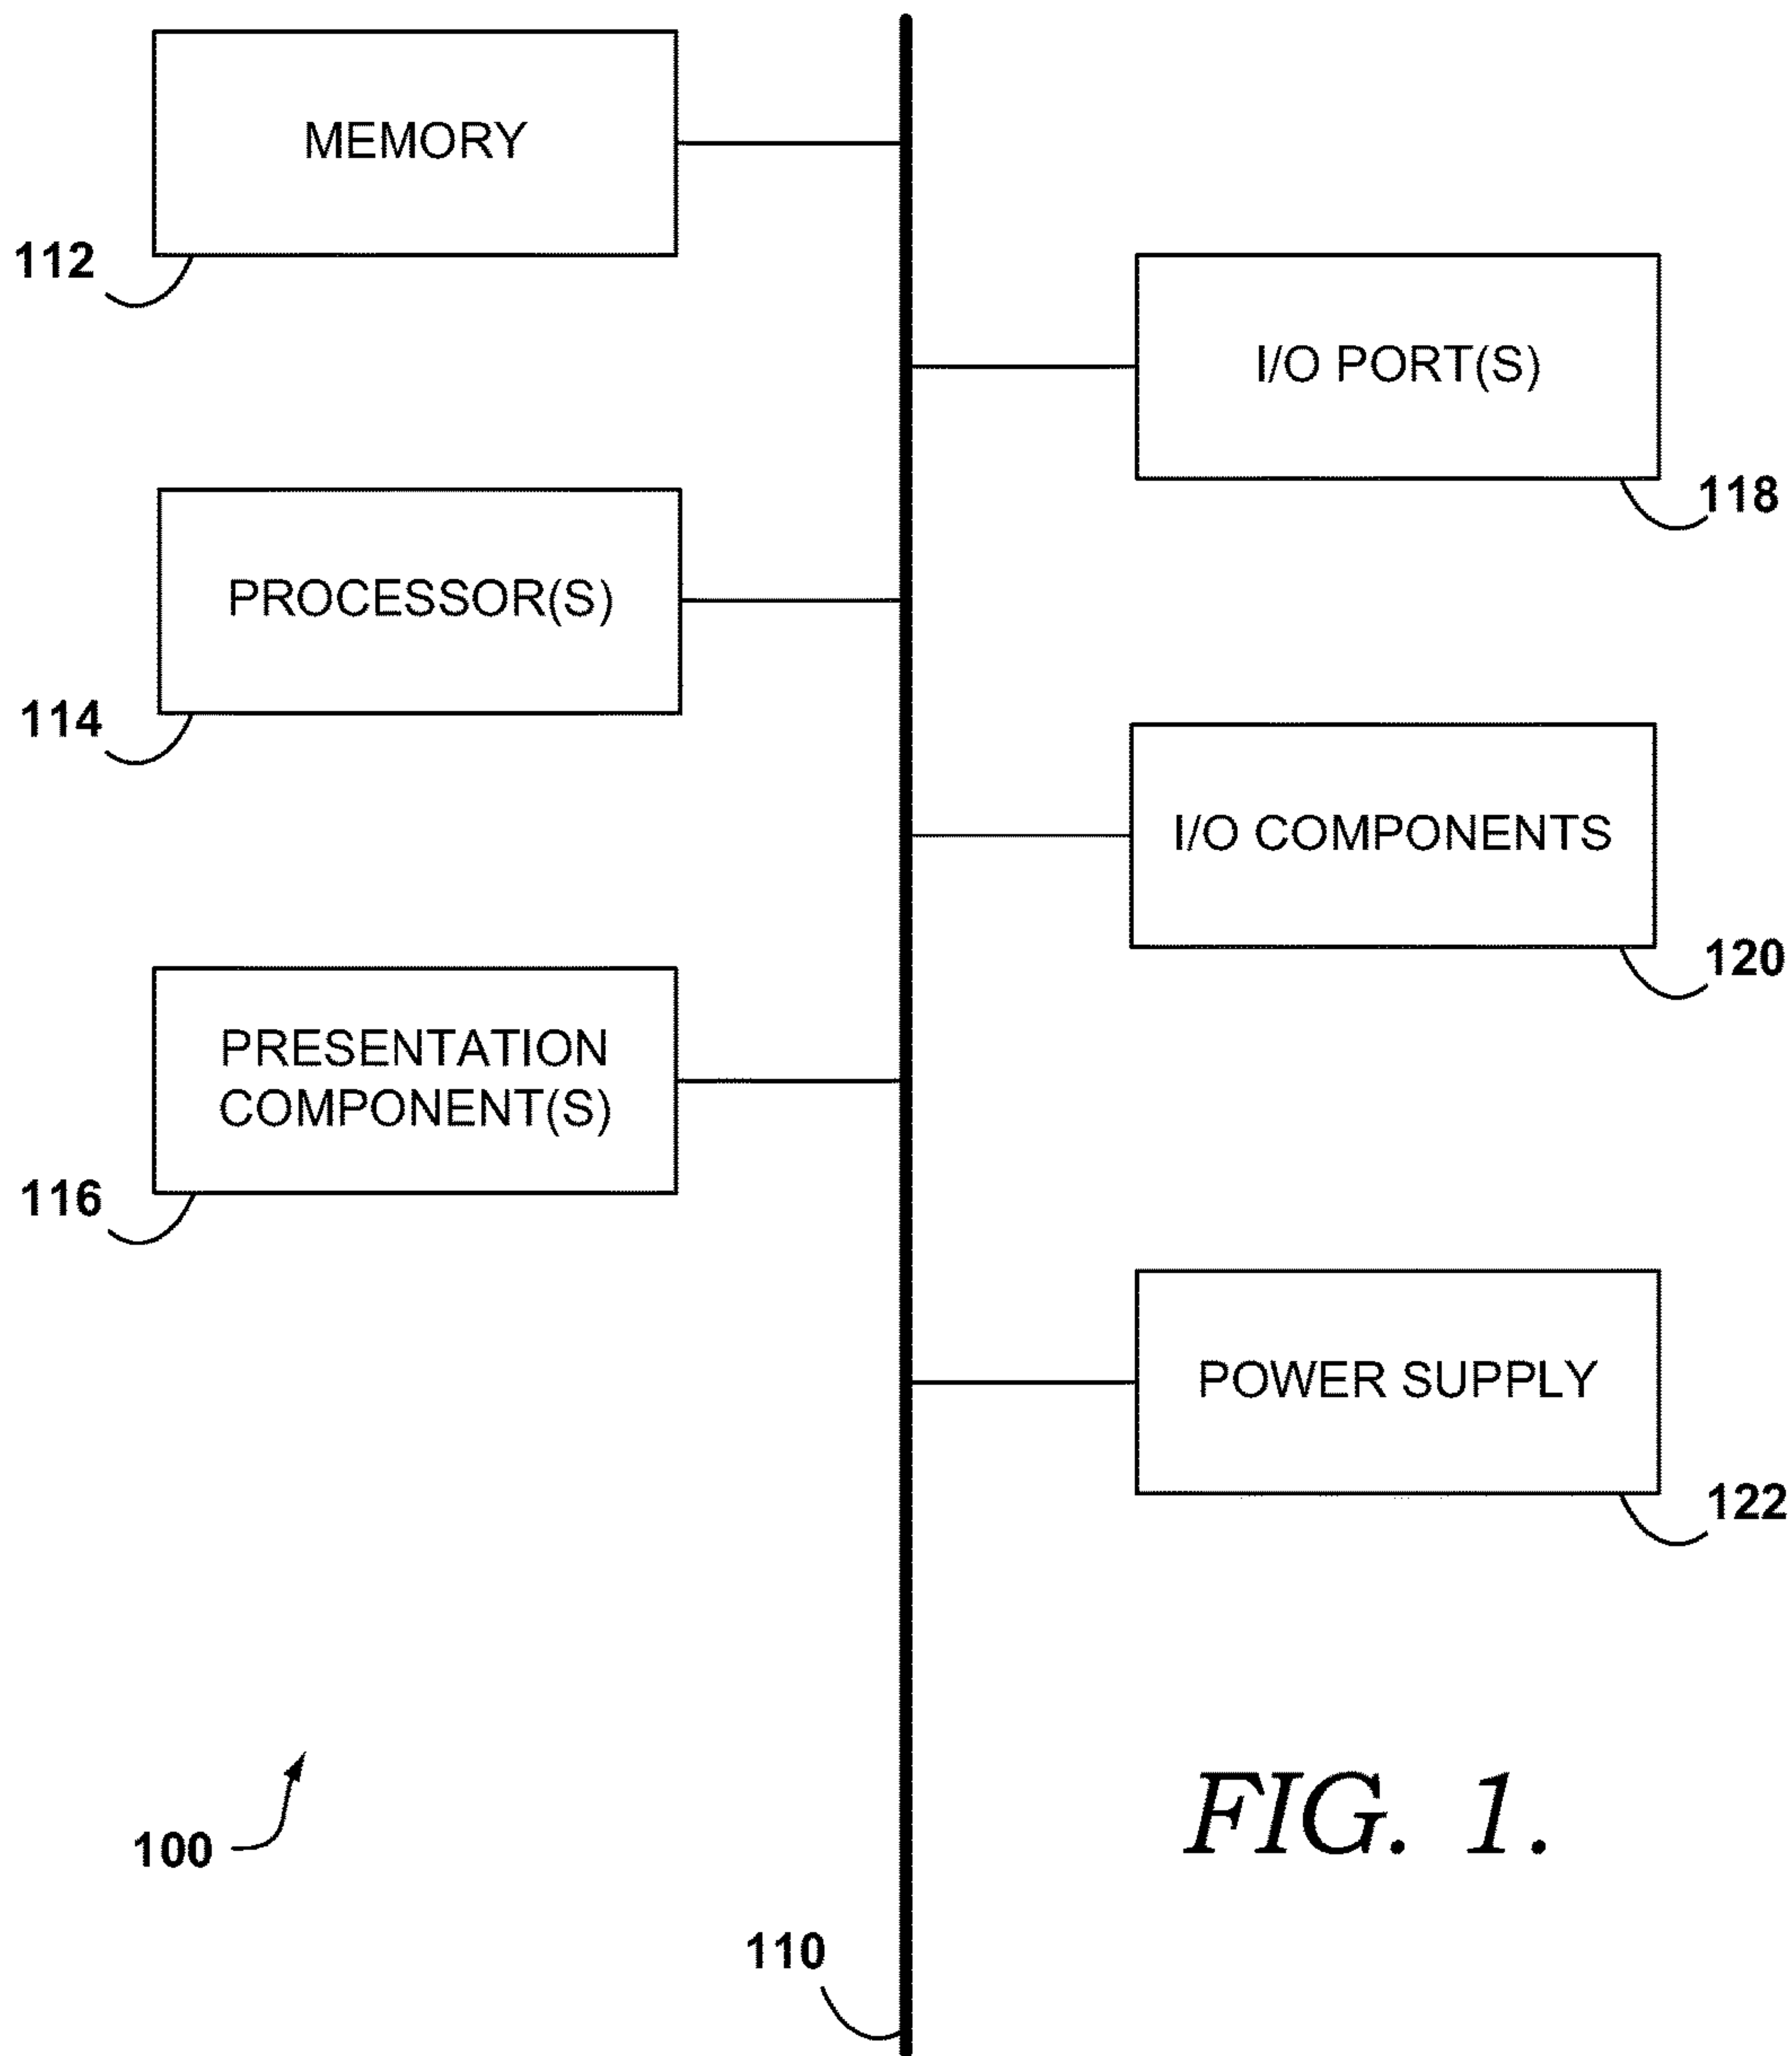 MEMORY
112
I/O PORT(S)
118
PROCESSOR(S)
114
I/O COMPONENTS
120
PRESENTATION
COMPONENT(S)
116
POWER SUPPLY
122
100
FIG. 1.
110